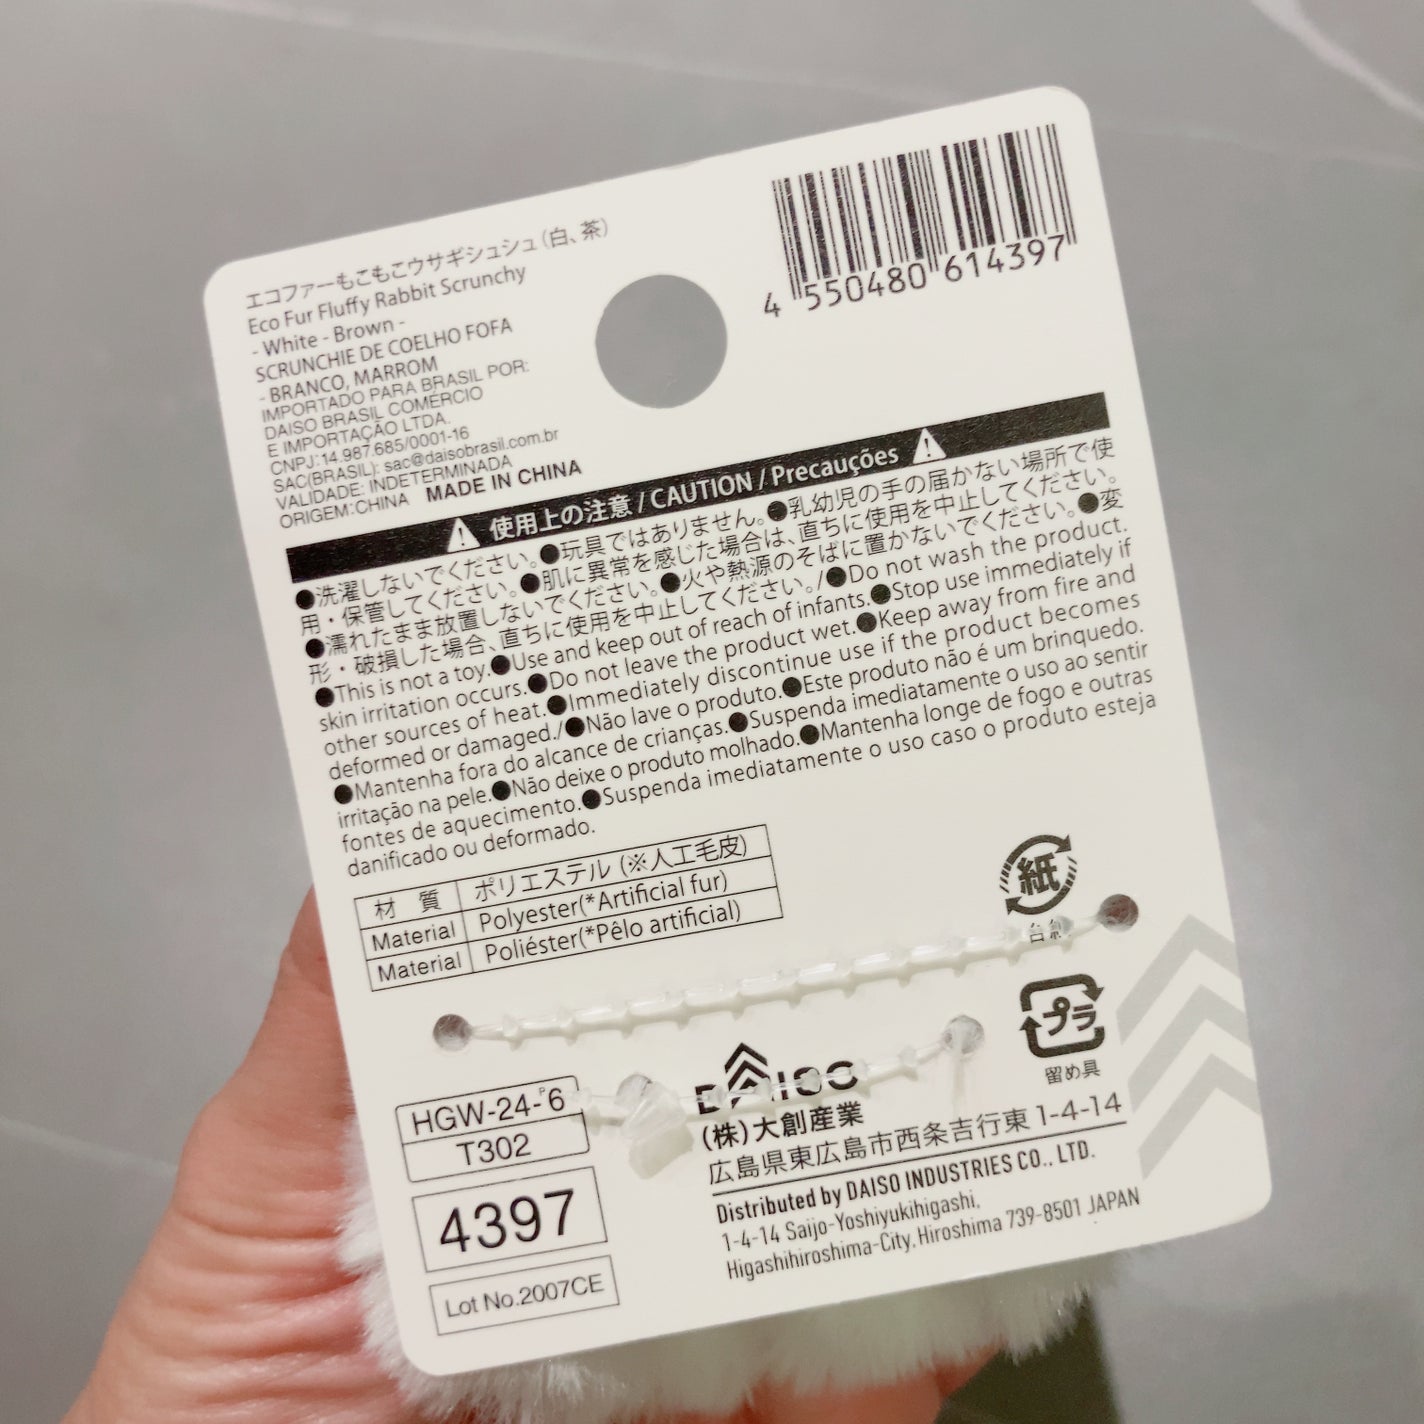 エコファーもこもこウサギシュシュ（白、茶）
Eco Fur Fluffy Rabbit Scrunchy
- White - Brown -
SCRUNCHIE DE COELHO FOFA
- BRANCO, MARROM
IMPORTADO PARA BRASIL POR:
DAISO BRASIL COMÉRCIO
E IMPORTAÇÃO LTDA.
CNPJ:14.987.685/0001-16
SAC(BRASIL): sac@daisobrasil.com.br
VALIDADE: INDETERMINADA
ORIGEM:CHINA MADE IN CHINA
4 550480 614397
使用上の注意 / CAUTION / Precauções
●洗濯しないでください。●玩具ではありません。●乳幼児の手の届かない場所で使
用・保管してください。●肌に異常を感じた場合は、直ちに使用を中止してください。
●濡れたまま放置しないでください。●火や熱源のそばに置かないでください。●変
形・破損した場合、直ちに使用を中止してください。/●Do not wash the product.
●This is not a toy.●Use and keep out of reach of infants.●Stop use immediately if
skin irritation occurs.●Do not leave the product wet.●Keep away from fire and
other sources of heat.●Immediately discontinue use if the product becomes
deformed or damaged./●Não lave o produto.●Este produto não é um brinquedo.
●Mantenha fora do alcance de crianças.●Suspenda imediatamente o uso ao sentir
irritação na pele.●Não deixe o produto molhado.●Mantenha longe de fogo e outras
fontes de aquecimento.●Suspenda imediatamente o uso caso o produto esteja
danificado ou deformado.
材 質 ポリエステル（※人工毛皮）
Material Polyester(*Artificial fur)
Material Poliéster(*Pêlo artificial)
紙
台紙
プラ
留め具
HGW-24- 6
T302
4397
Lot No.2007CE
DAISO
（株）大創産業
広島県東広島市西条吉行東 1-4-14
Distributed by DAISO INDUSTRIES CO., LTD.
1-4-14 Saijo-Yoshiyukihigashi,
Higashihiroshima-City, Hiroshima 739-8501 JAPAN